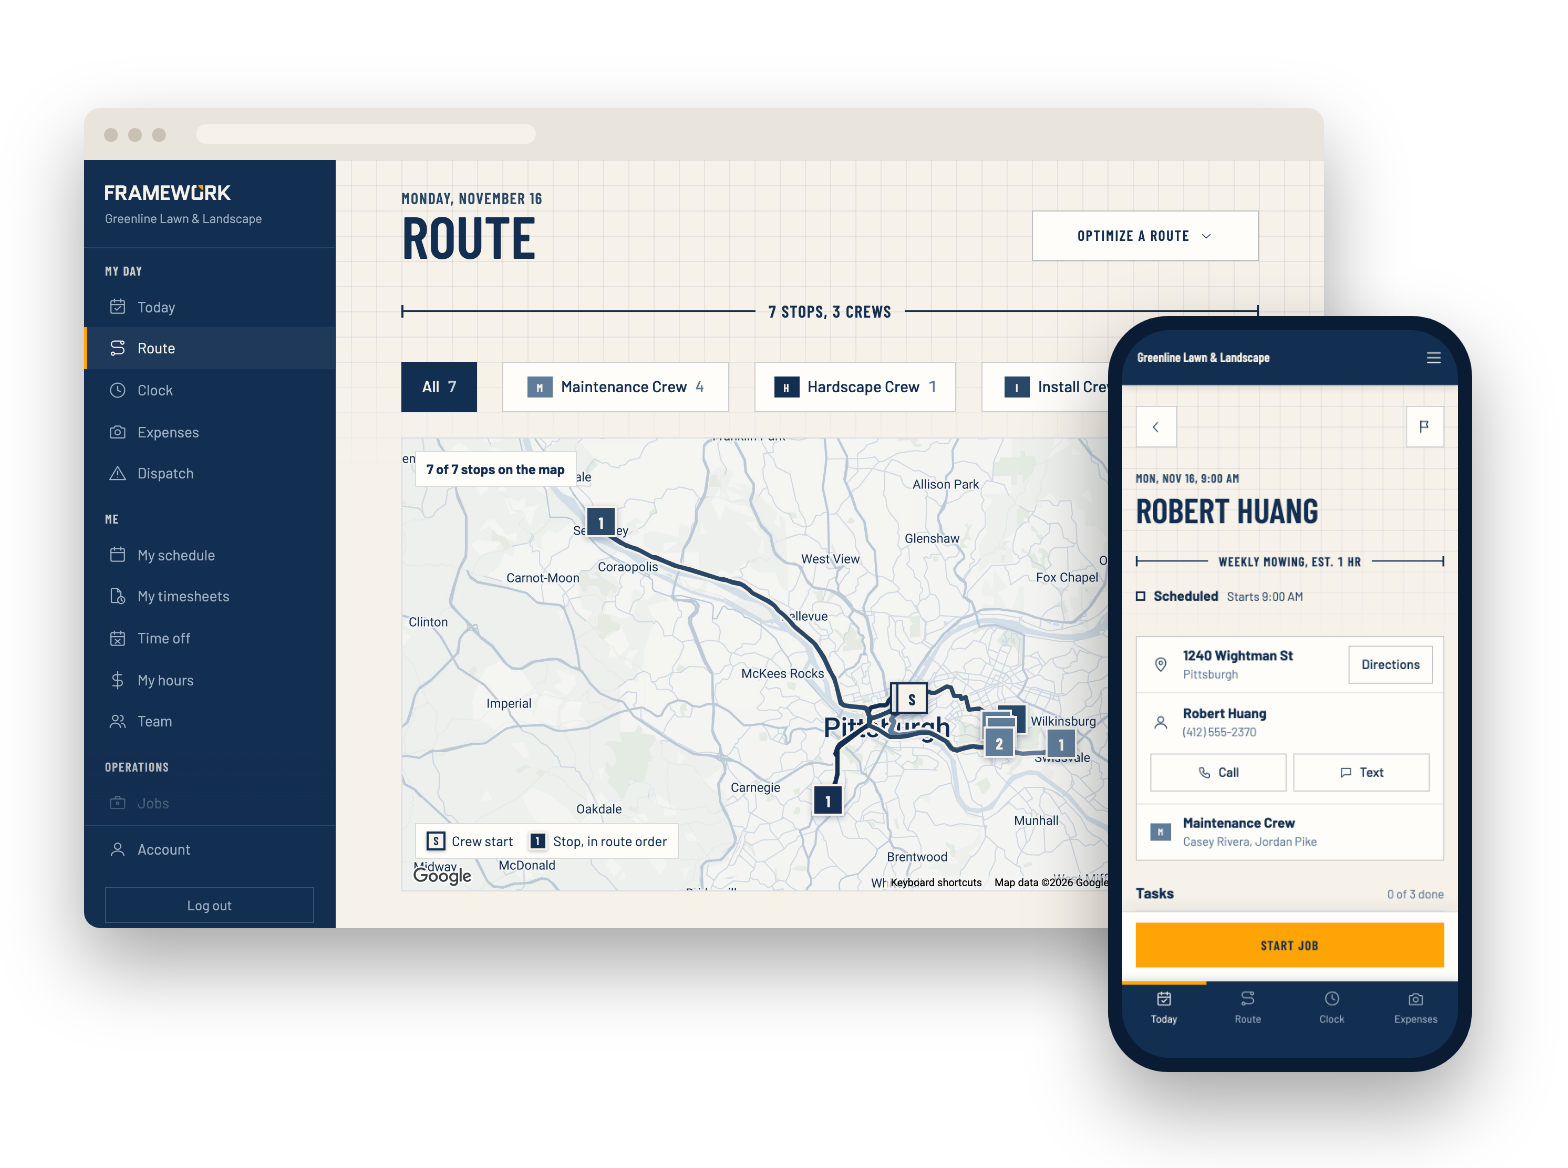 FRAMEWORK
Greenline Lawn & Landscape
MY DAY
Today
Route
Clock
Expenses
Dispatch
ME
My schedule
My timesheets
Time off
My hours
Team
OPERATIONS
Jobs
Account
Log out
MONDAY, NOVEMBER 16
ROUTE
OPTIMIZE A ROUTE
7 STOPS, 3 CREWS
All 7
M Maintenance Crew 4
H Hardscape Crew 1
I Install Crew
7 of 7 stops on the map
Allison Park
1
Glenshaw
West View
Coraopolis
Carnot-Moon
Fox Chapel
Clinton
McKees Rocks
Imperial
S
Pittsburgh
Wilkinsburg
2
1
Swissvale
Carnegie
1
Oakdale
Munhall
S Crew start
1 Stop, in route order
Brentwood
Midway
McDonald
Google
Keyboard shortcuts
Map data ©2026 Google
Greenline Lawn & Landscape
MON, NOV 16, 9:00 AM
ROBERT HUANG
WEEKLY MOWING, EST. 1 HR
Scheduled Starts 9:00 AM
1240 Wightman St
Pittsburgh
Directions
Robert Huang
(412) 555-2370
Call
Text
M Maintenance Crew
Casey Rivera, Jordan Pike
Tasks
0 of 3 done
START JOB
Today
Route
Clock
Expenses